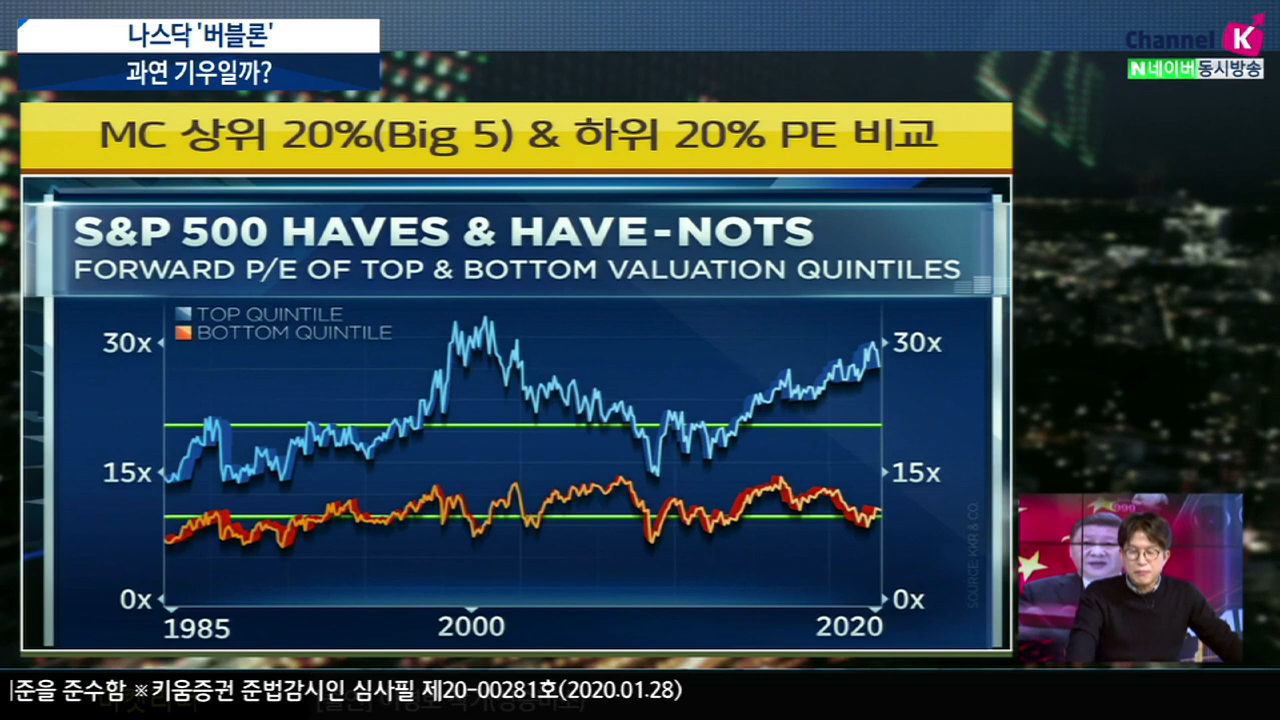 나스닥 '버블론'
과연 기우일까?
Channel K
N네이버동시방송
MC 상위 20%(Big 5) & 하위 20% PE 비교
S&P 500 HAVES & HAVE-NOTS
FORWARD P/E OF TOP & BOTTOM VALUATION QUINTILES
TOP QUINTILE
BOTTOM QUINTILE
30x 30x
15x 15x
0x 0x
1985 2000 2020
SOURCE: KKR & CO.
준을 준수함 ※키움증권 준법감시인 심사필 제20-00281호(2020.01.28)